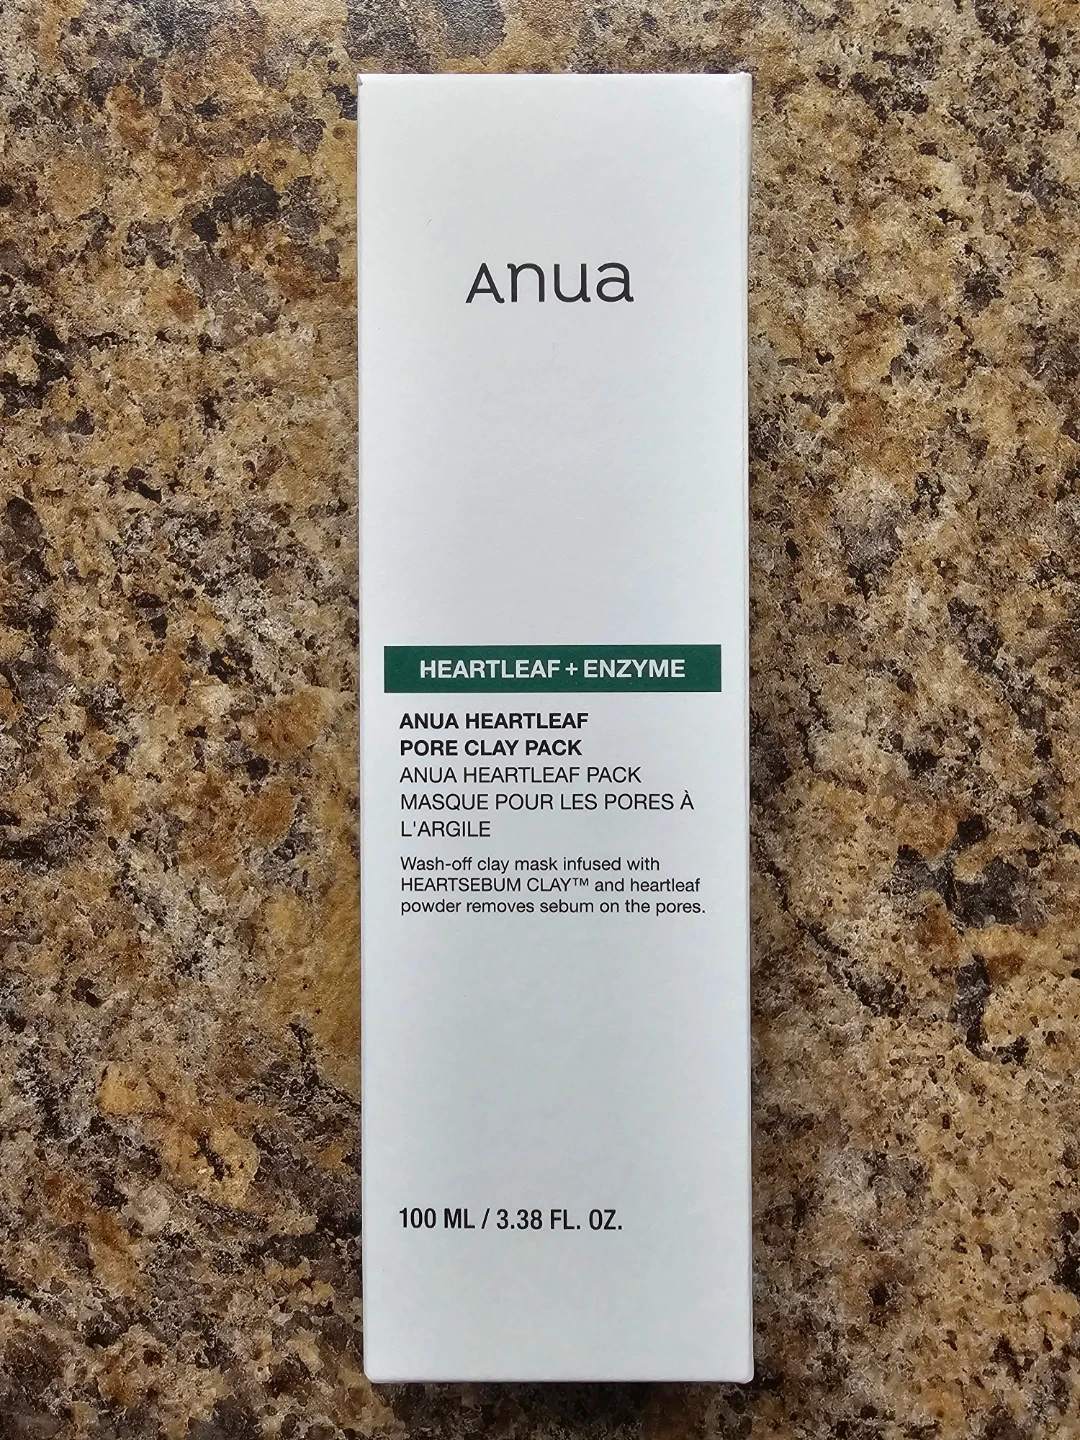 Anua
HEARTLEAF + ENZYME
ANUA HEARTLEAF
PORE CLAY PACK
ANUA HEARTLEAF PACK
MASQUE POUR LES PORES À
L'ARGILE
Wash-off clay mask infused with
HEARTSEBUM CLAY™ and heartleaf
powder removes sebum on the pores.
100 ML / 3.38 FL. OZ.